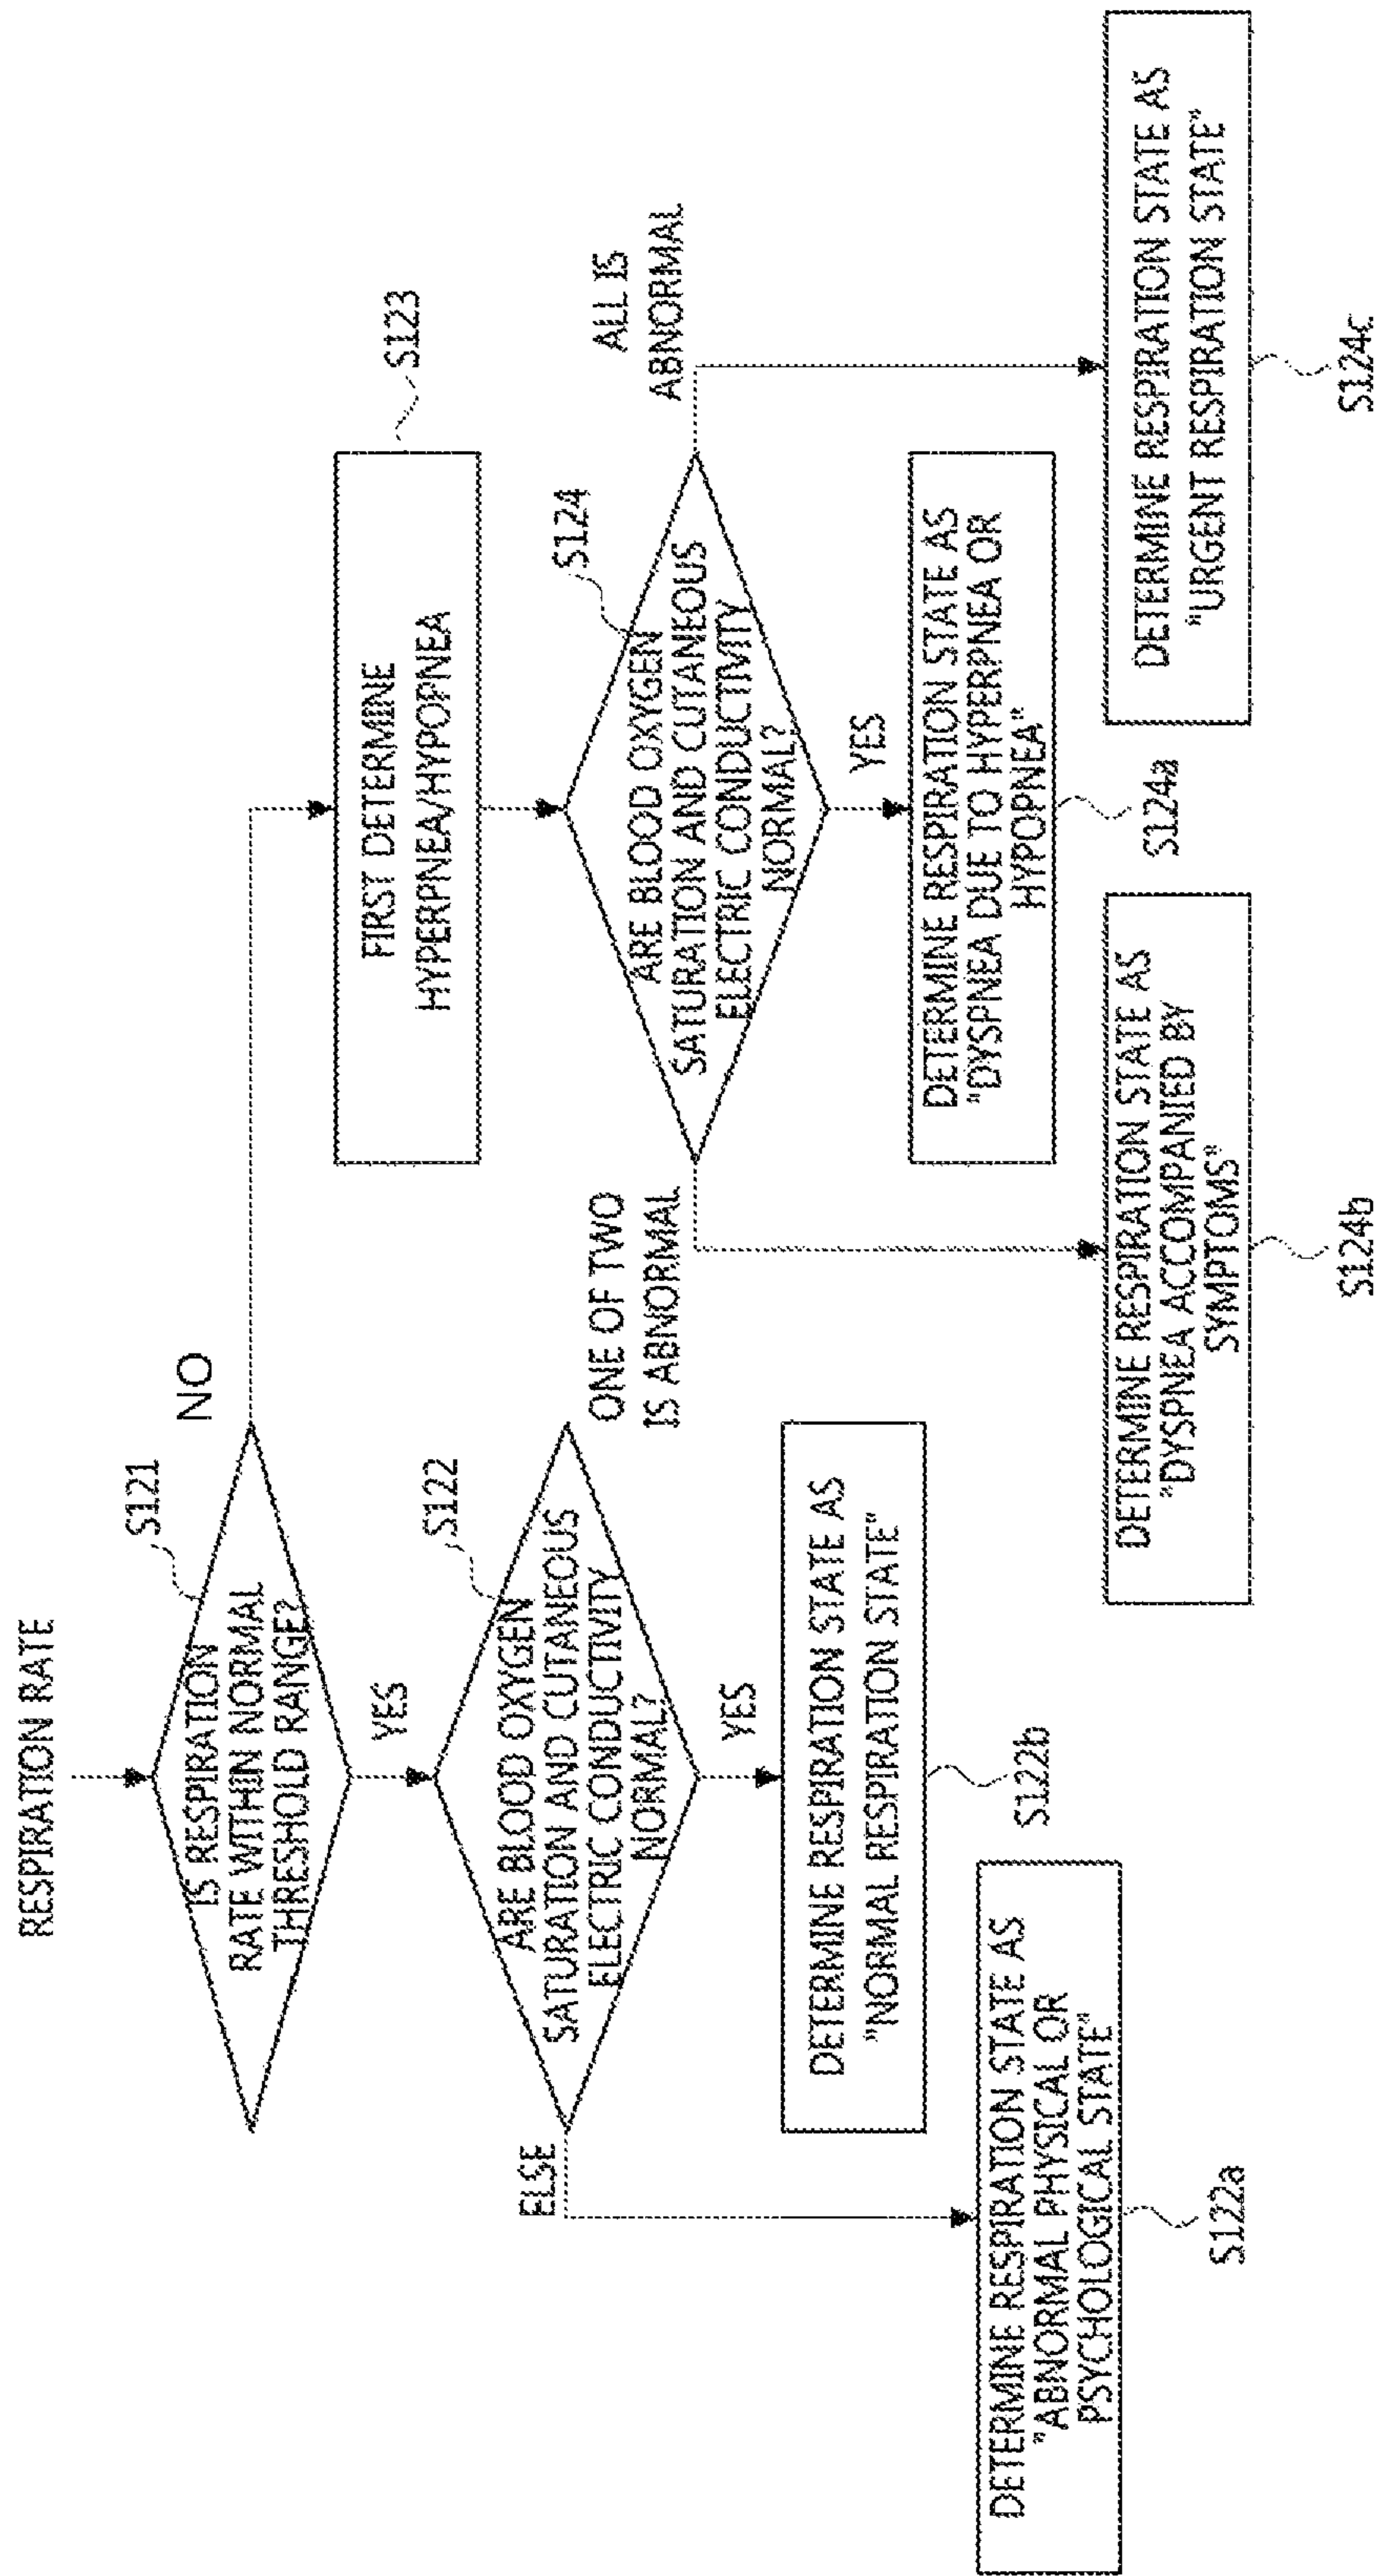 RESPIRATION RATE
S121
IS RESPIRATION
RATE WITHIN NORMAL
THRESHOLD RANGE?
NO
YES
S122
ARE BLOOD OXYGEN
SATURATION AND CUTANEOUS
ELECTRIC CONDUCTIVITY
NORMAL?
ELSE
YES
DETERMINE RESPIRATION STATE AS
"NORMAL RESPIRATION STATE"
S122b
DETERMINE RESPIRATION STATE AS
"ABNORMAL PHYSICAL OR
PSYCHOLOGICAL STATE"
S122a
S123
FIRST DETERMINE
HYPERPNEA/HYPOPNEA
S124
ARE BLOOD OXYGEN
SATURATION AND CUTANEOUS
ELECTRIC CONDUCTIVITY
NORMAL?
ONE OF TWO
IS ABNORMAL
ALL IS
ABNORMAL
YES
DETERMINE RESPIRATION STATE AS
"DYSPNEA DUE TO HYPERPNEA OR
HYPOPNEA"
S124a
DETERMINE RESPIRATION STATE AS
"DYSPNEA ACCOMPANIED BY
SYMPTOMS"
S124b
DETERMINE RESPIRATION STATE AS
"URGENT RESPIRATION STATE"
S124c